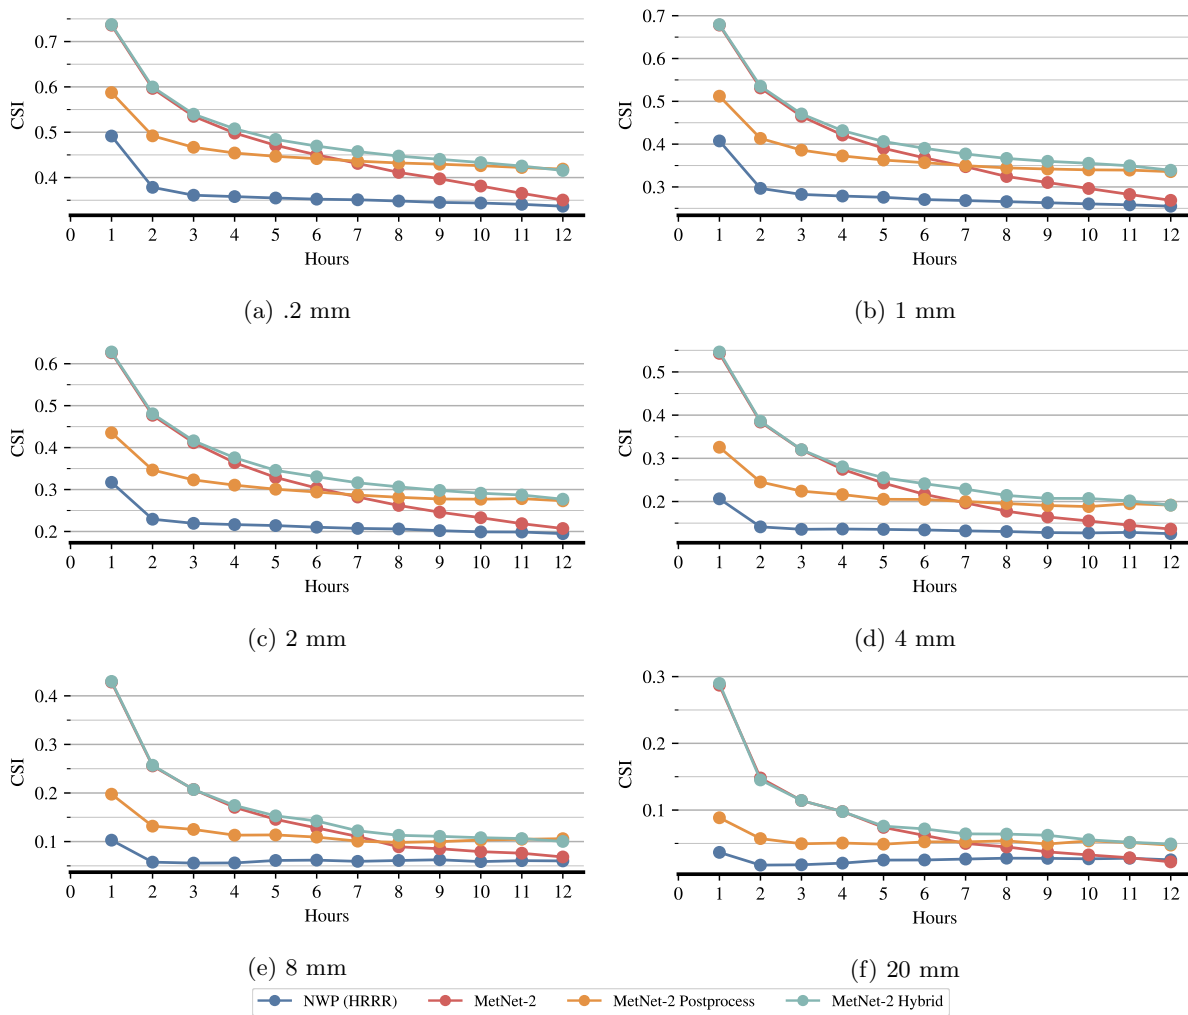 0.7
0.6
0.5
0.4
CSI
0 1 2 3 4 5 6 7 8 9 10 11 12
Hours
(a) .2 mm
0.7
0.6
0.5
0.4
0.3
CSI
0 1 2 3 4 5 6 7 8 9 10 11 12
Hours
(b) 1 mm
0.6
0.5
0.4
0.3
0.2
CSI
0 1 2 3 4 5 6 7 8 9 10 11 12
Hours
(c) 2 mm
0.5
0.4
0.3
0.2
CSI
0 1 2 3 4 5 6 7 8 9 10 11 12
Hours
(d) 4 mm
0.4
0.3
0.2
0.1
CSI
0 1 2 3 4 5 6 7 8 9 10 11 12
Hours
(e) 8 mm
0.3
0.2
0.1
CSI
0 1 2 3 4 5 6 7 8 9 10 11 12
Hours
(f) 20 mm
NWP (HRRR) MetNet-2 MetNet-2 Postprocess MetNet-2 Hybrid